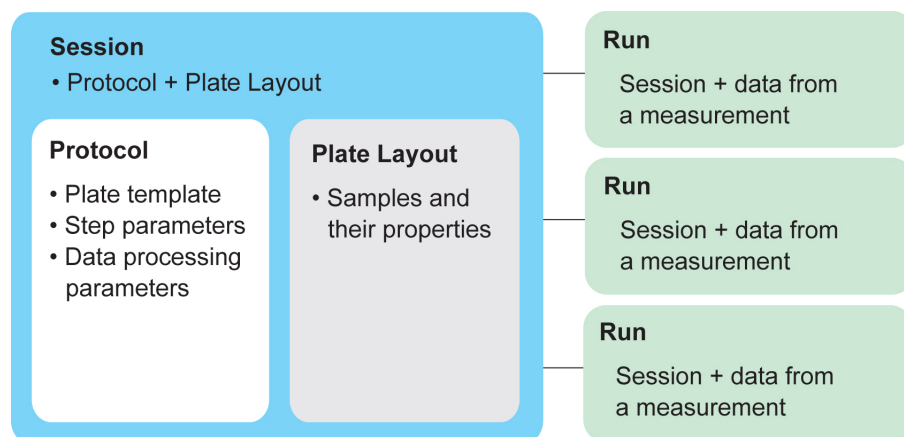 Session
• Protocol + Plate Layout
Protocol
• Plate template
• Step parameters
• Data processing
parameters
Plate Layout
• Samples and
their properties
Run
Session + data from
a measurement
Run
Session + data from
a measurement
Run
Session + data from
a measurement